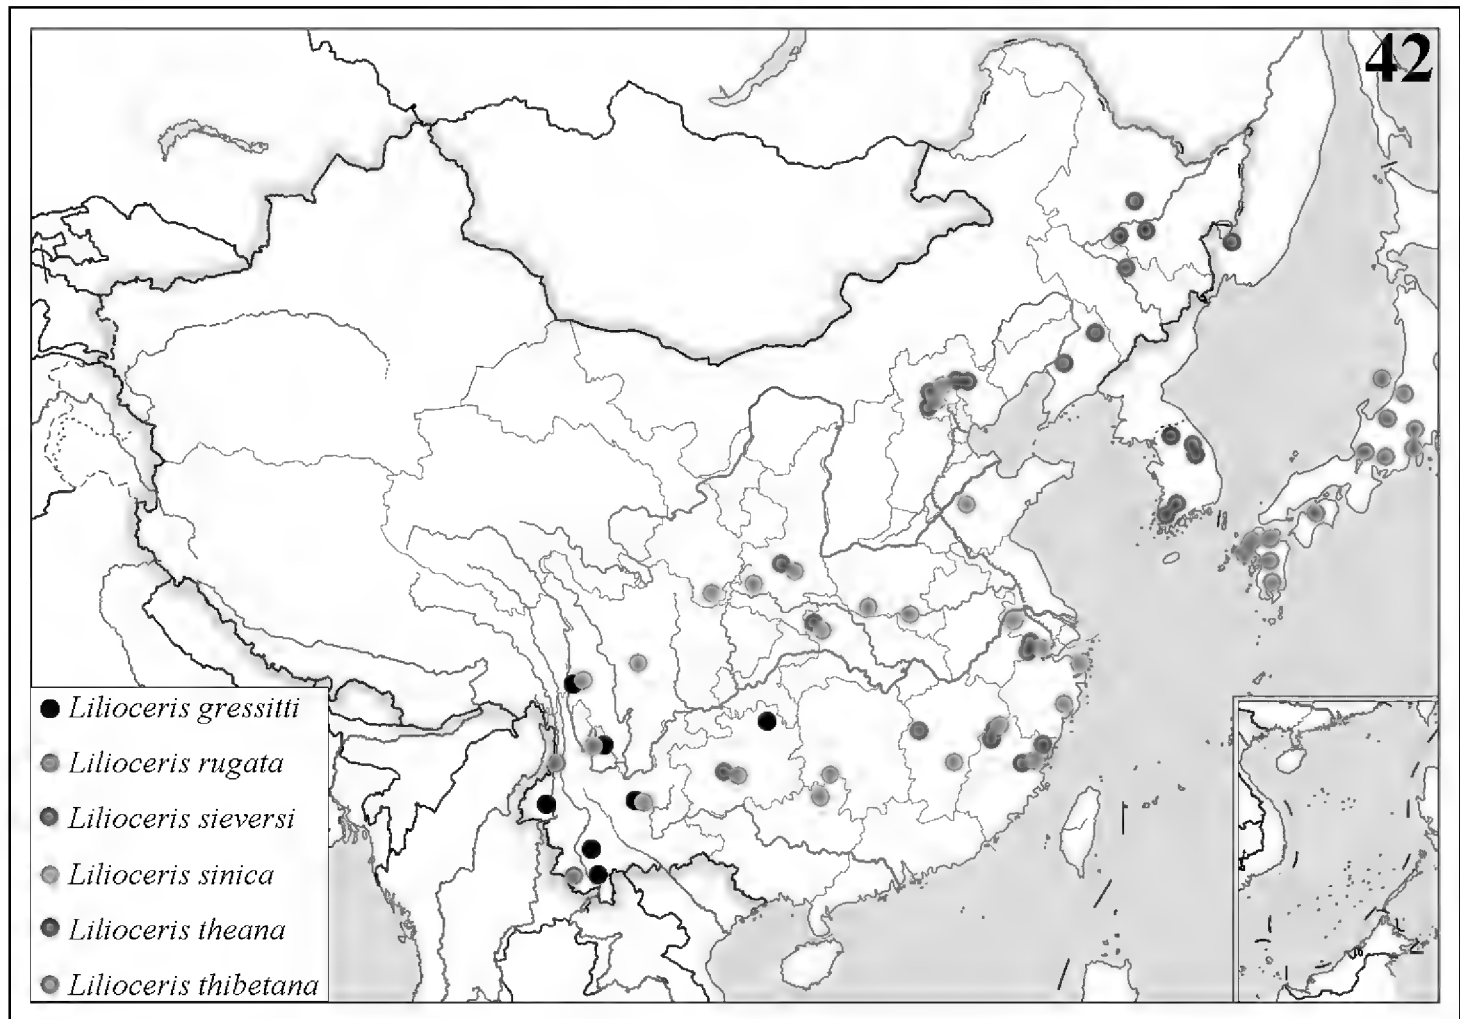 42
Lilioceris gressitti
Lilioceris rugata
Lilioceris sieversi
Lilioceris sinica
Lilioceris theana
Lilioceris thibetana